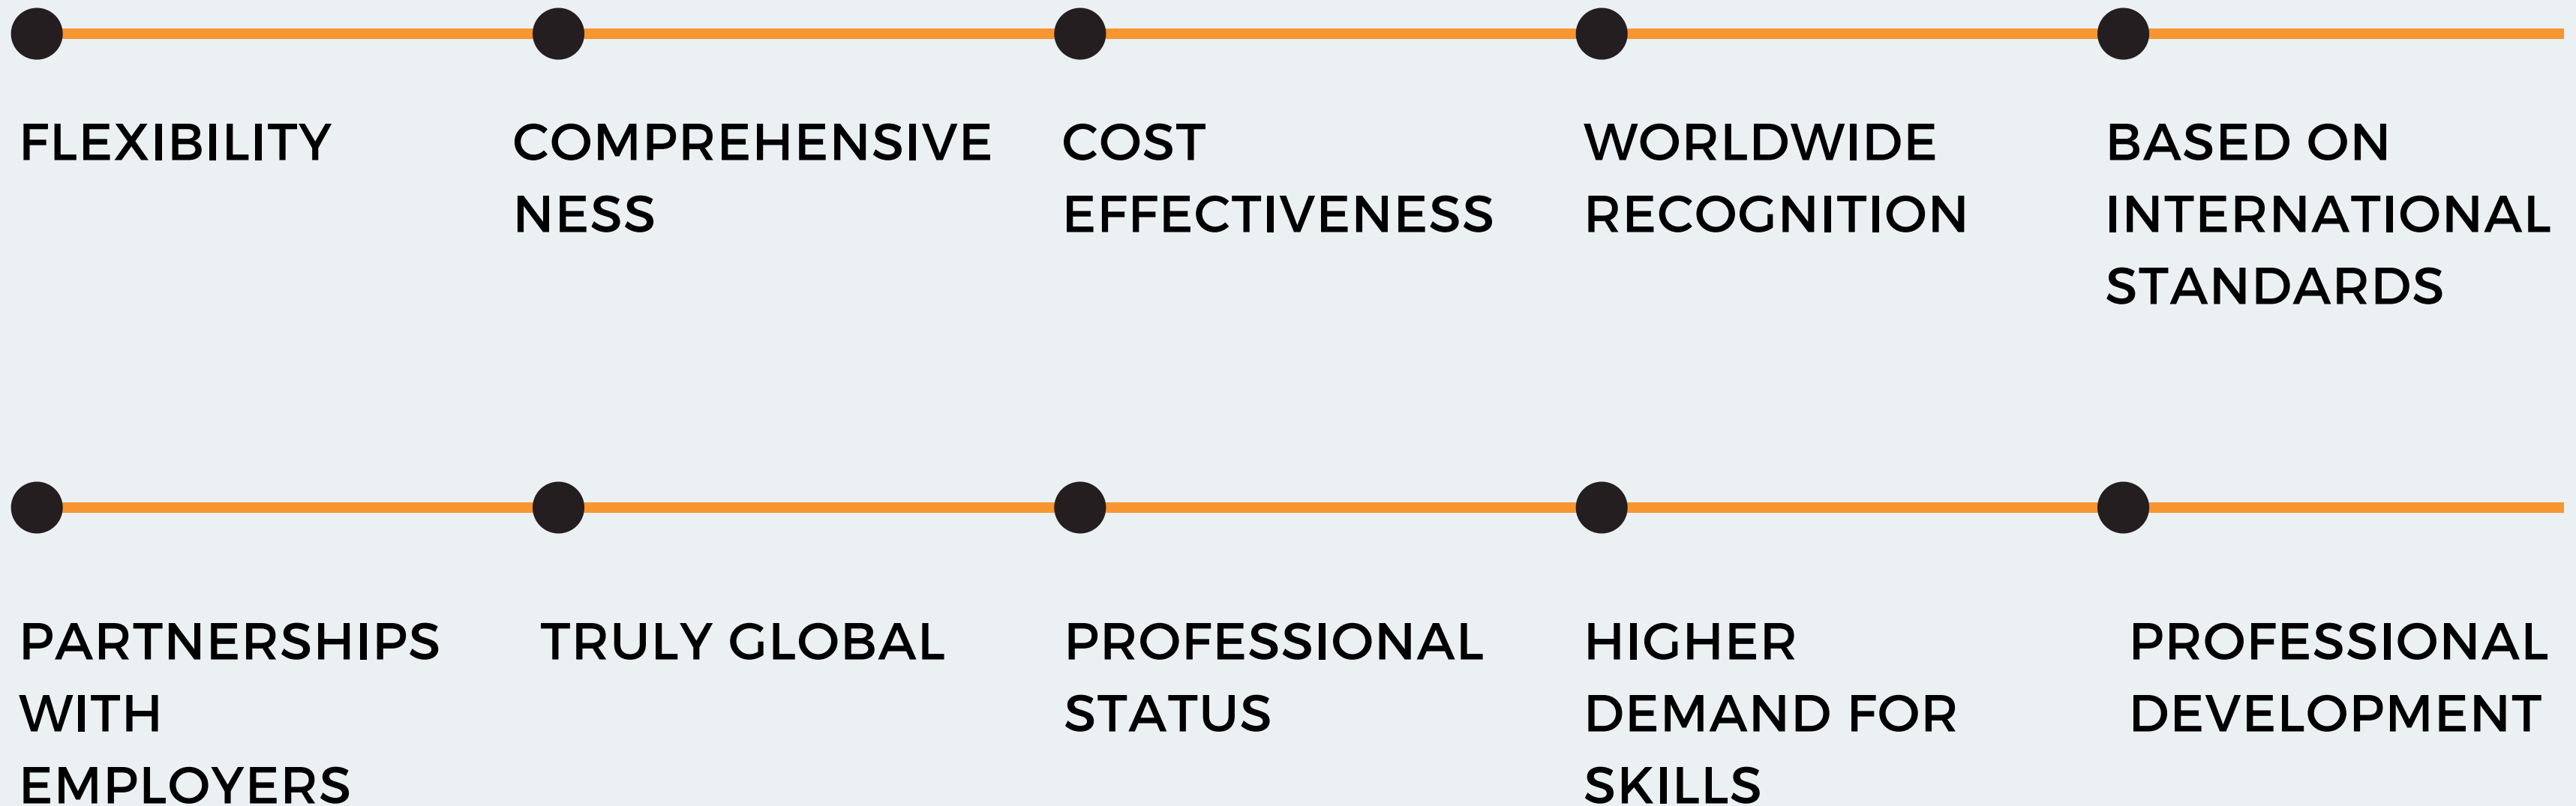 FLEXIBILITY
COMPREHENSIVE
NESS
COST
EFFECTIVENESS
WORLDWIDE
RECOGNITION
BASED ON
INTERNATIONAL
STANDARDS
PARTNERSHIPS
WITH
EMPLOYERS
TRULY GLOBAL
PROFESSIONAL
STATUS
HIGHER
DEMAND FOR
SKILLS
PROFESSIONAL
DEVELOPMENT